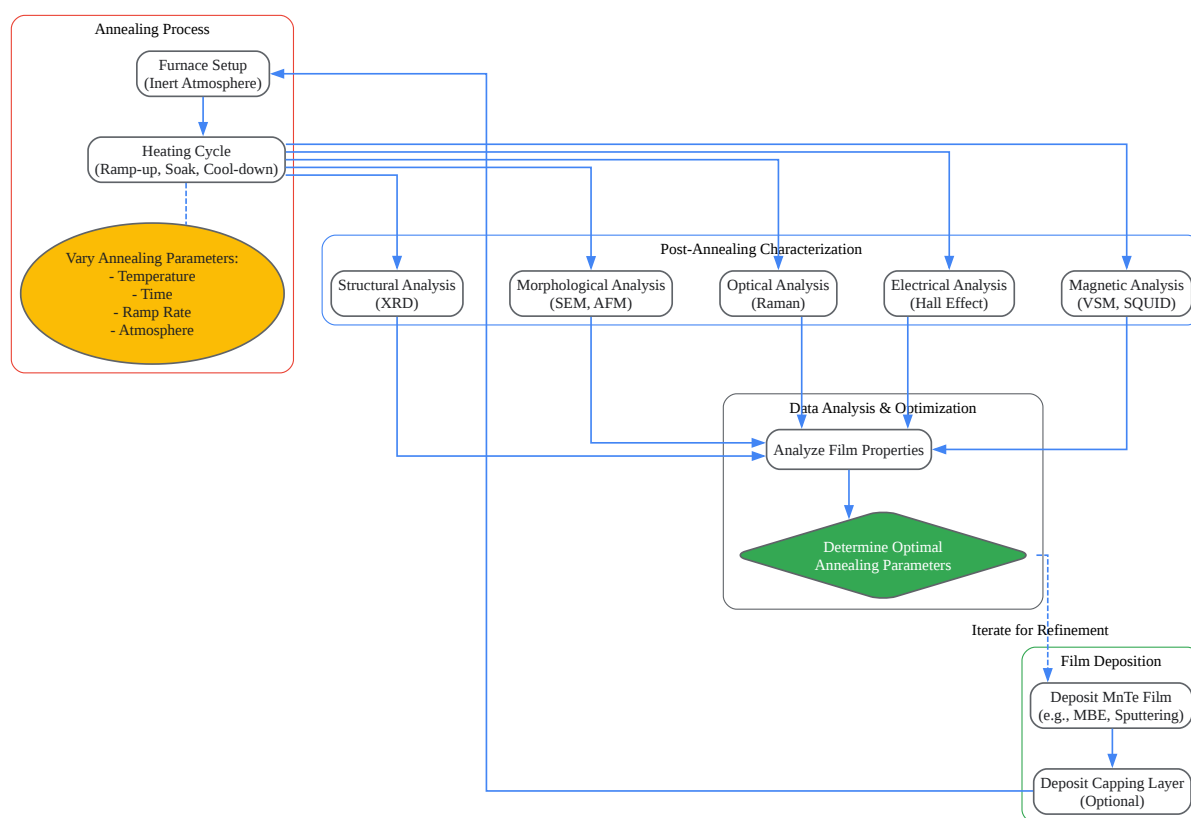 Annealing Process
Furnace Setup
(Inert Atmosphere)
Heating Cycle
(Ramp-up, Soak, Cool-down)
Vary Annealing Parameters:
- Temperature
- Time
- Ramp Rate
- Atmosphere
Post-Annealing Characterization
Structural Analysis
(XRD)
Morphological Analysis
(SEM, AFM)
Optical Analysis
(Raman)
Electrical Analysis
(Hall Effect)
Magnetic Analysis
(VSM, SQUID)
Data Analysis & Optimization
Analyze Film Properties
Determine Optimal
Annealing Parameters
Iterate for Refinement
Film Deposition
Deposit MnTe Film
(e.g., MBE, Sputtering)
Deposit Capping Layer
(Optional)